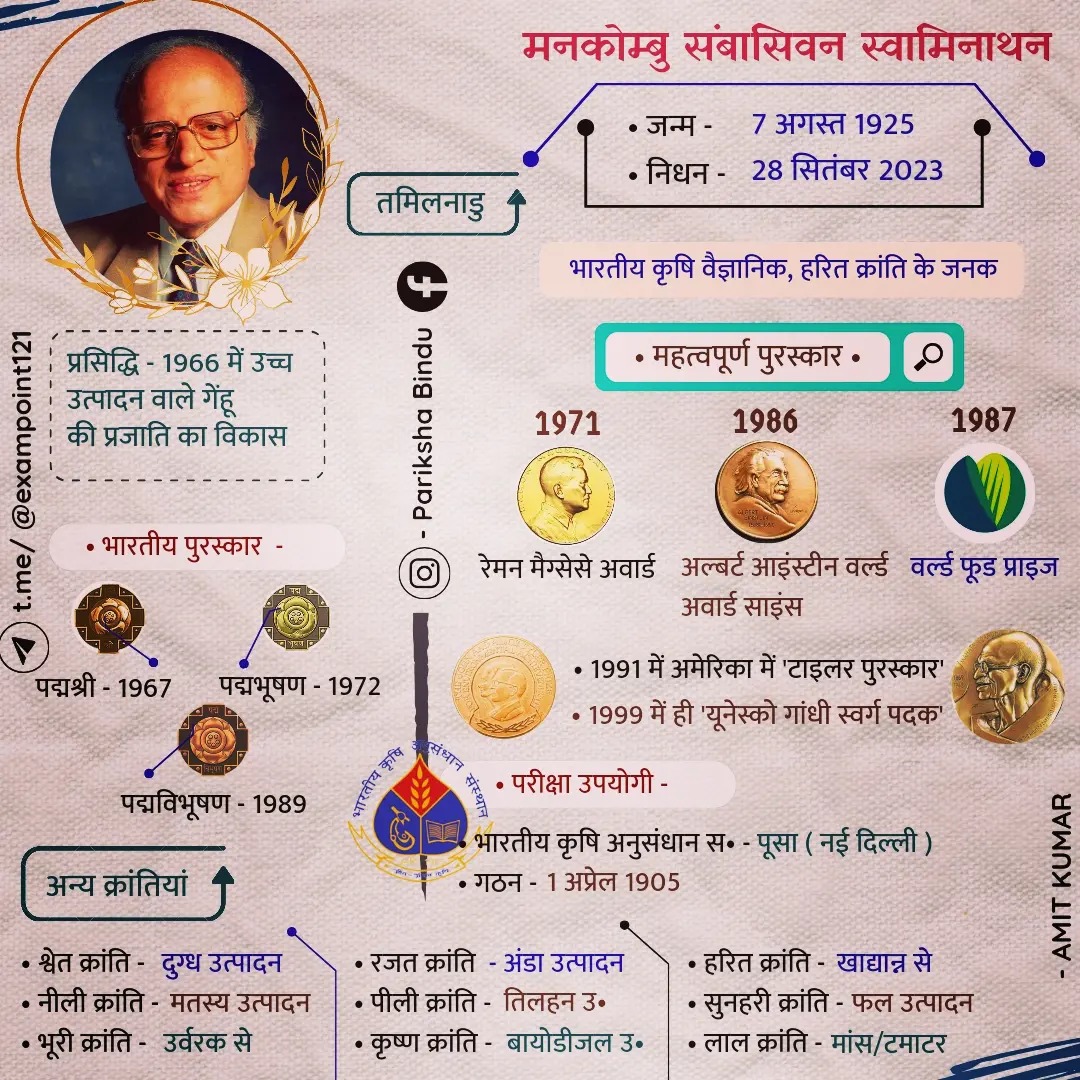 मनकोम्बु संबासिवन स्वामिनाथन
• जन्म - 7 अगस्त 1925
• निधन - 28 सितंबर 2023
तमिलनाडु
भारतीय कृषि वैज्ञानिक, हरित क्रांति के जनक
प्रसिद्धि - 1966 में उच्च
उत्पादन वाले गेंहू
की प्रजाति का विकास
t.me/ @exampoint121
- Pariksha Bindu
• महत्वपूर्ण पुरस्कार •
1971
1986
1987
रेमन मैग्सेसे अवार्ड
अल्बर्ट आइंस्टीन वर्ल्ड
अवार्ड साइंस
वर्ल्ड फूड प्राइज
• भारतीय पुरस्कार -
पद्मश्री - 1967
पद्मभूषण - 1972
पद्मविभूषण - 1989
• 1991 में अमेरिका में 'टाइलर पुरस्कार'
• 1999 में ही 'यूनेस्को गांधी स्वर्ग पदक'
भारतीय कृषि अनुसंधान संस्थान
• परीक्षा उपयोगी -
• भारतीय कृषि अनुसंधान स• - पूसा ( नई दिल्ली )
• गठन - 1 अप्रेल 1905
- AMIT KUMAR
अन्य क्रांतियां
• श्वेत क्रांति - दुग्ध उत्पादन
• नीली क्रांति - मतस्य उत्पादन
• भूरी क्रांति - उर्वरक से
• रजत क्रांति - अंडा उत्पादन
• पीली क्रांति - तिलहन उ•
• कृष्ण क्रांति - बायोडीजल उ•
• हरित क्रांति - खाद्यान्न से
• सुनहरी क्रांति - फल उत्पादन
• लाल क्रांति - मांस/टमाटर